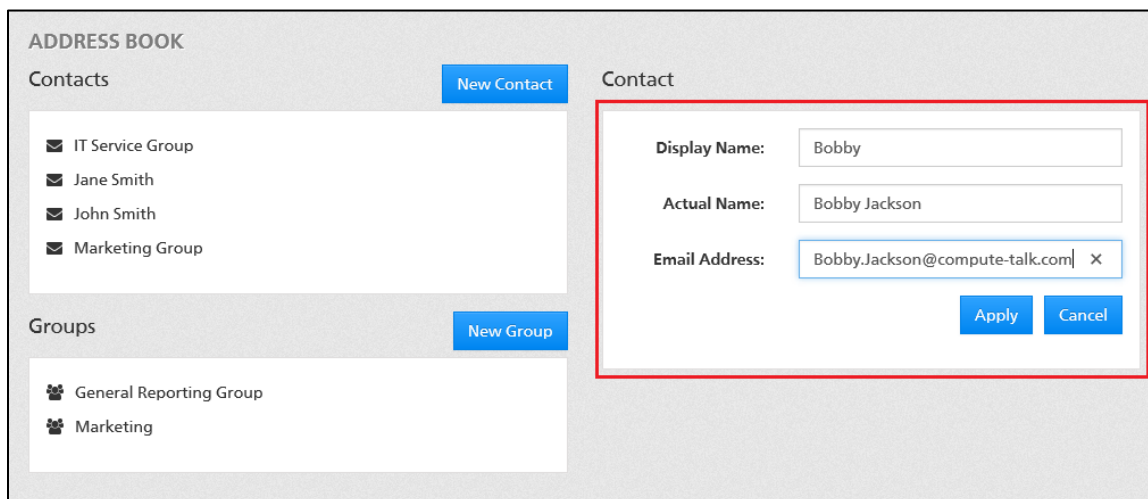 ADDRESS BOOK
Contacts
New Contact
IT Service Group
Jane Smith
John Smith
Marketing Group
Groups
New Group
General Reporting Group
Marketing
Contact
Display Name: Bobby
Actual Name: Bobby Jackson
Email Address: Bobby.Jackson@compute-talk.com
Apply Cancel